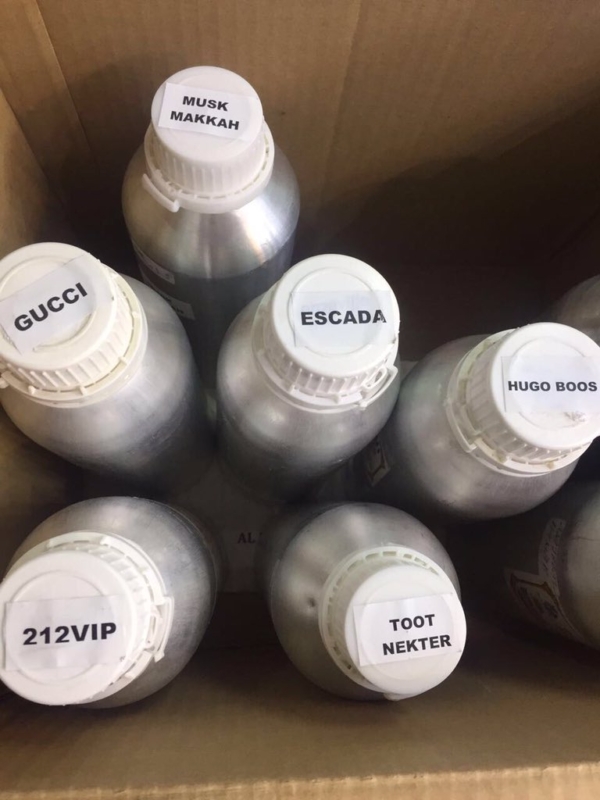 MUSK
MAKKAH
GUCCI
ESCADA
HUGO BOOS
212VIP
TOOT
NEKTER